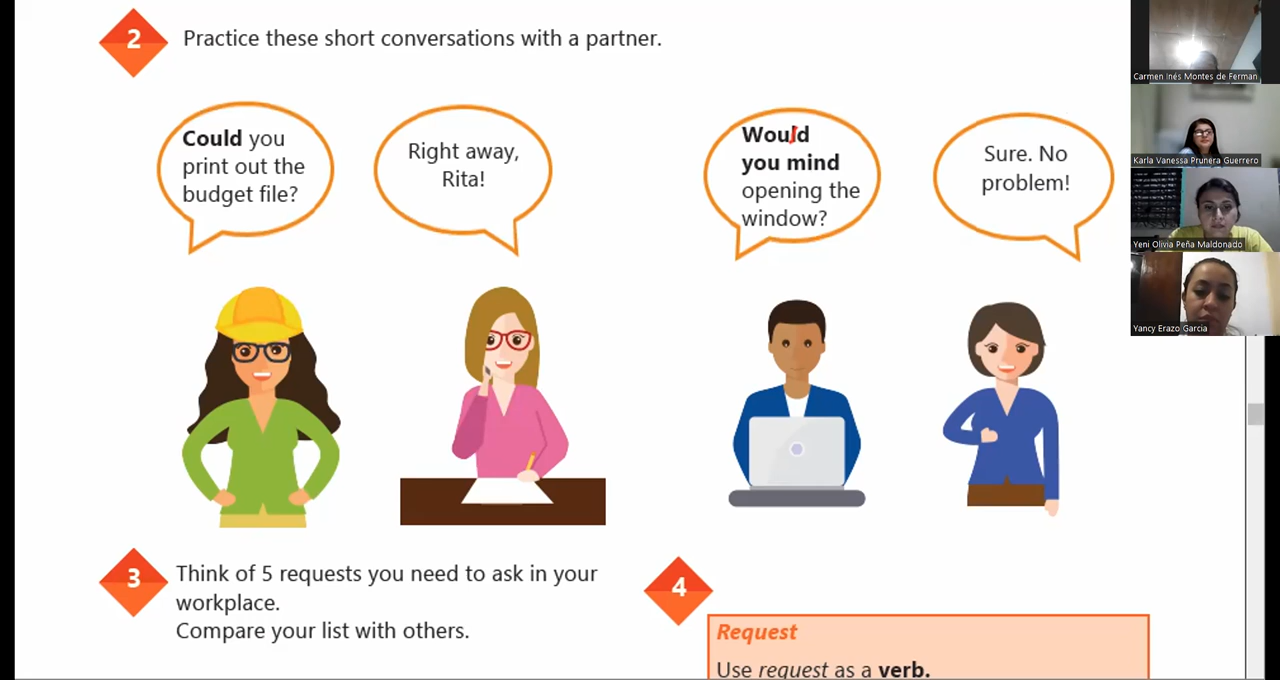 2
Practice these short conversations with a partner.
Could you
print out the
budget file?
Right away,
Rita!
Would
you mind
opening the
window?
Sure. No
problem!
3
Think of 5 requests you need to ask in your
workplace.
Compare your list with others.
4
Request
Use request as a verb.
Carmen Inés Montes de Ferman
Karla Vanessa Prunera Guerrero
Yeni Olivia Peña Maldonado
Yancy Erazo Garcia